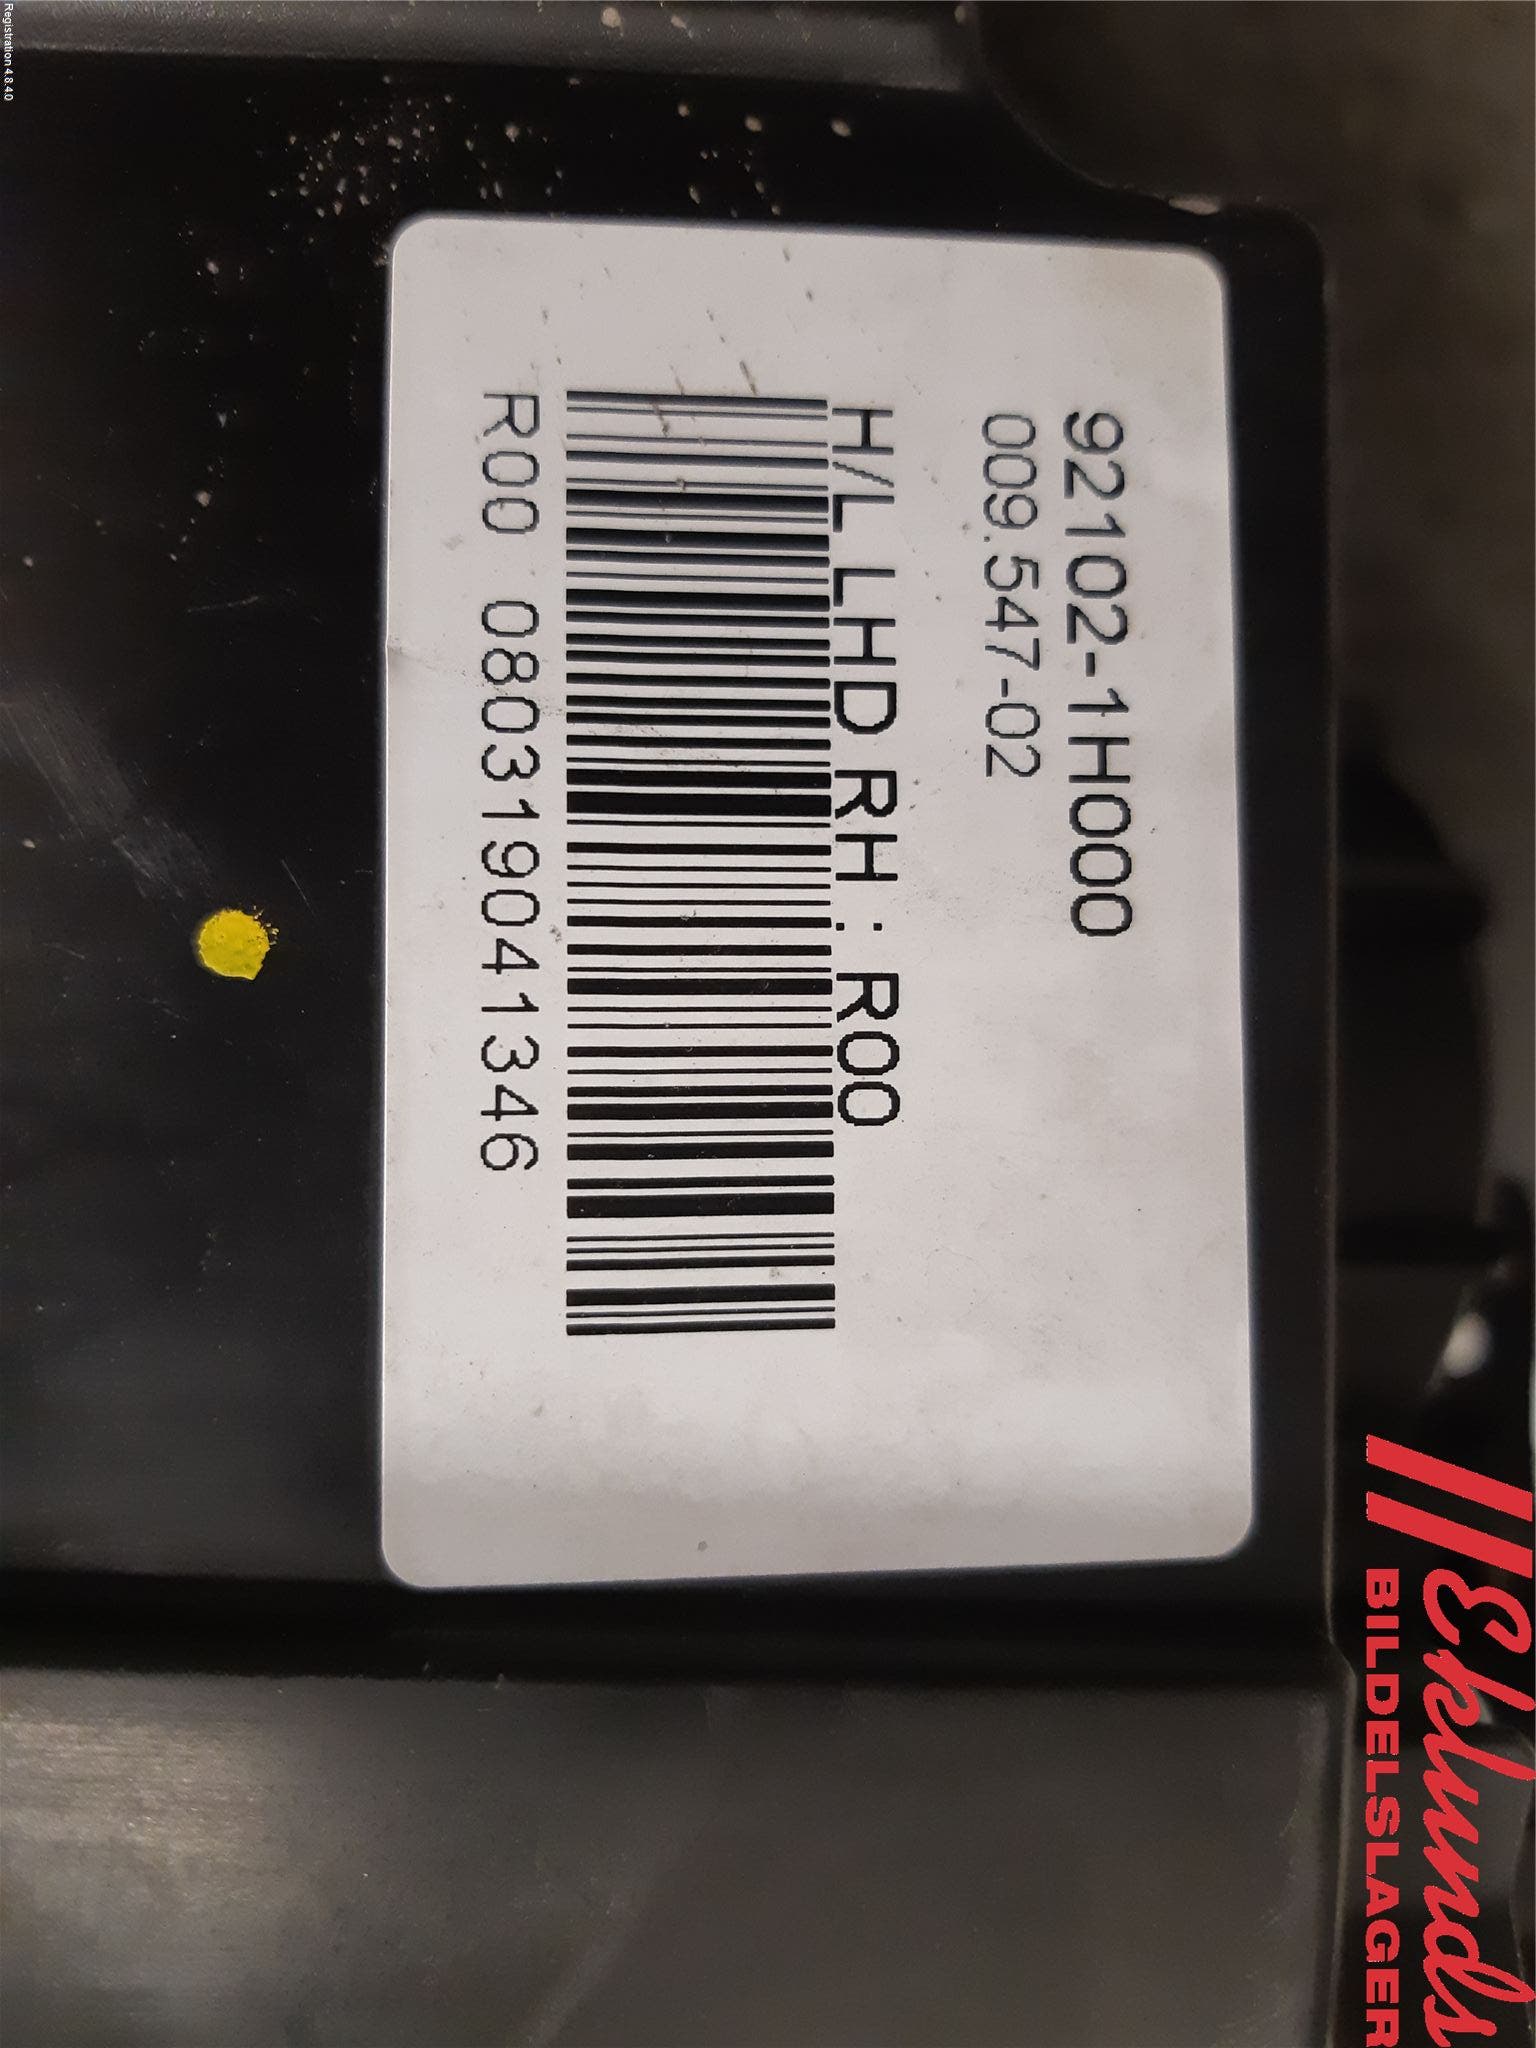 92102-1H000
009.547-02
H/L LHD RH : R00
R00 080319041346
Eklunds
BILDELSLAGER
Registration 4.8.4.0